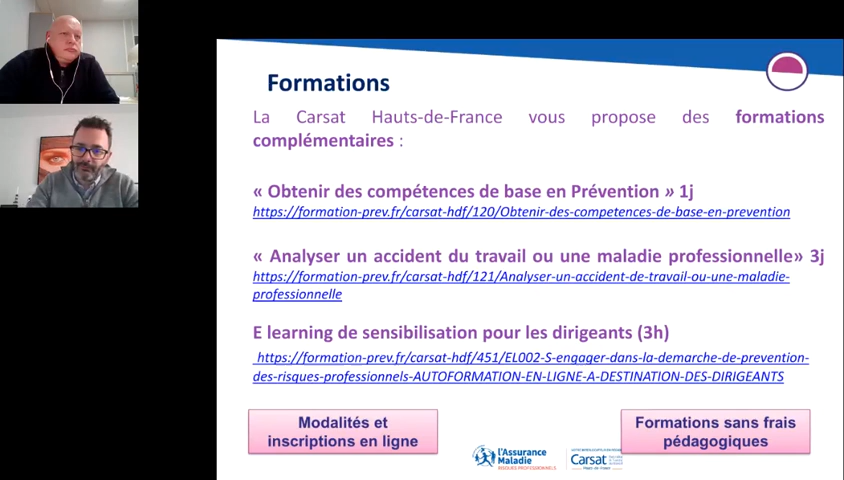 Formations
La Carsat Hauts-de-France vous propose des formations
complémentaires :
« Obtenir des compétences de base en Prévention » 1j
https://formation-prev.fr/carsat-hdf/120/Obtenir-des-competences-de-base-en-prevention
« Analyser un accident du travail ou une maladie professionnelle» 3j
https://formation-prev.fr/carsat-hdf/121/Analyser-un-accident-de-travail-ou-une-maladie-
professionnelle
E learning de sensibilisation pour les dirigeants (3h)
https://formation-prev.fr/carsat-hdf/451/EL002-S-engager-dans-la-demarche-de-prevention-
des-risques-professionnels-AUTOFORMATION-EN-LIGNE-A-DESTINATION-DES-DIRIGEANTS
Modalités et
inscriptions en ligne
Formations sans frais
pédagogiques
l'Assurance
Maladie
RISQUES PROFESSIONNELS
Carsat